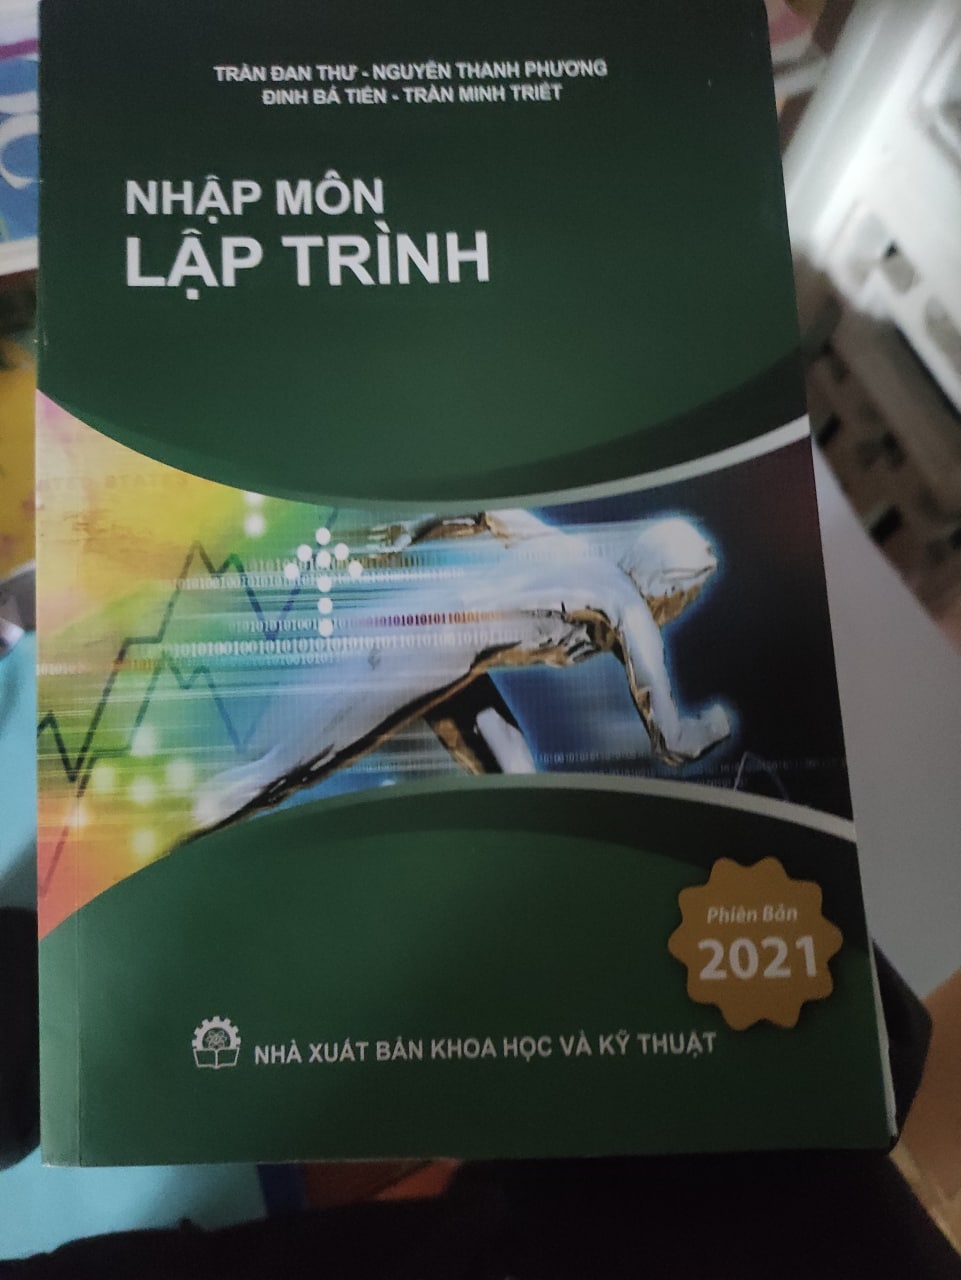 TRẦN ĐAN THƯ - NGUYỄN THANH PHƯƠNG
ĐINH BÁ TIẾN - TRẦN MINH TRIẾT
NHẬP MÔN
LẬP TRÌNH
Phiên Bản
2021
NHÀ XUẤT BẢN KHOA HỌC VÀ KỸ THUẬT